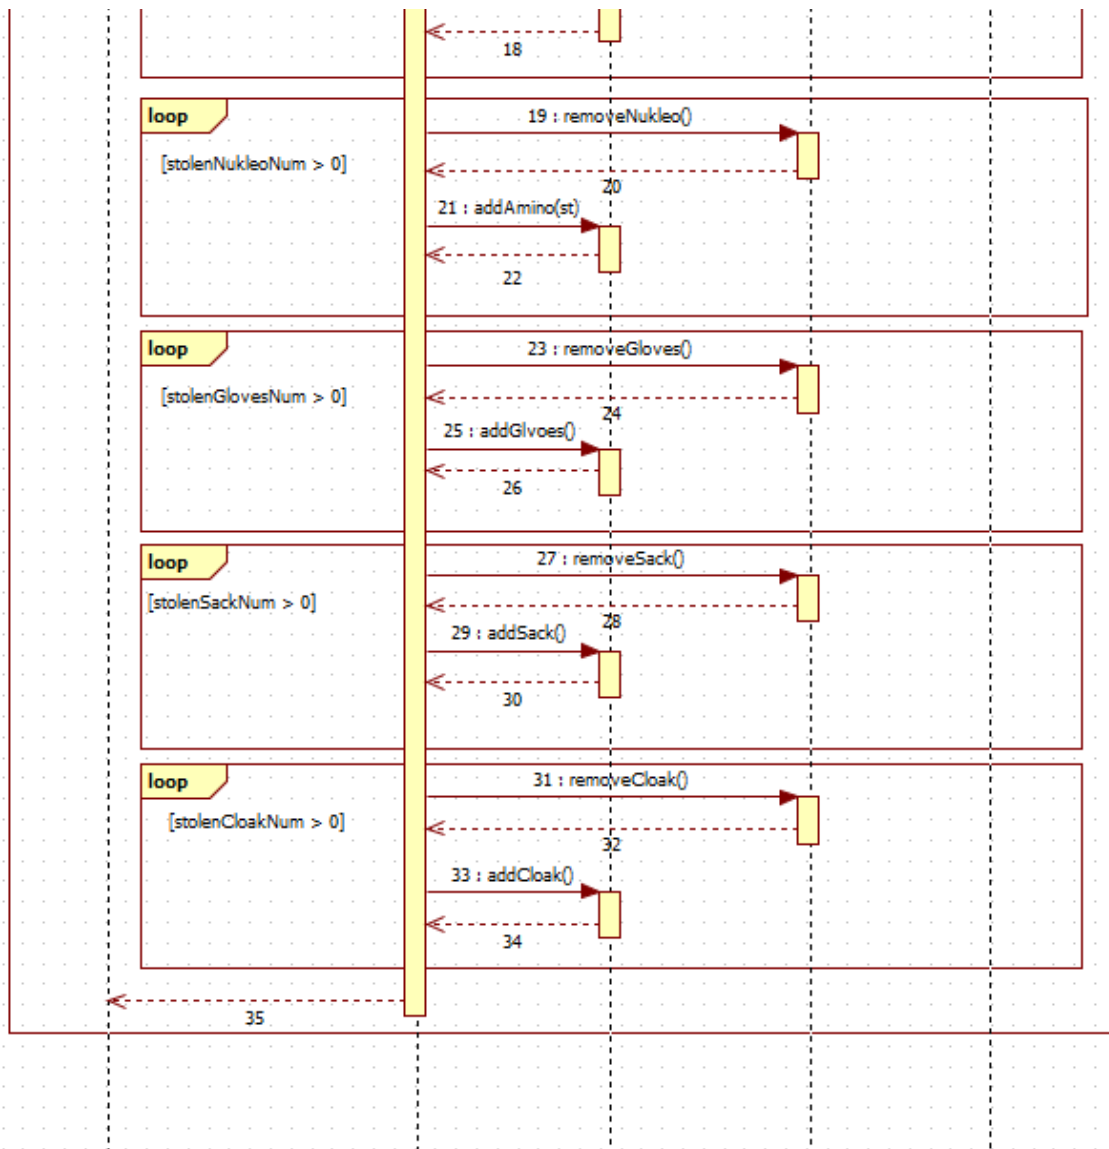 18
loop
19 : removeNukleo()
[stolenNukleoNum > 0]
20
21 : addAmino(st)
22
loop
23 : removeGloves()
[stolenGlovesNum > 0]
24
25 : addGlvoes()
26
loop
27 : removeSack()
[stolenSackNum > 0]
28
29 : addSack()
30
loop
31 : removeCloak()
[stolenCloakNum > 0]
32
33 : addCloak()
34
35